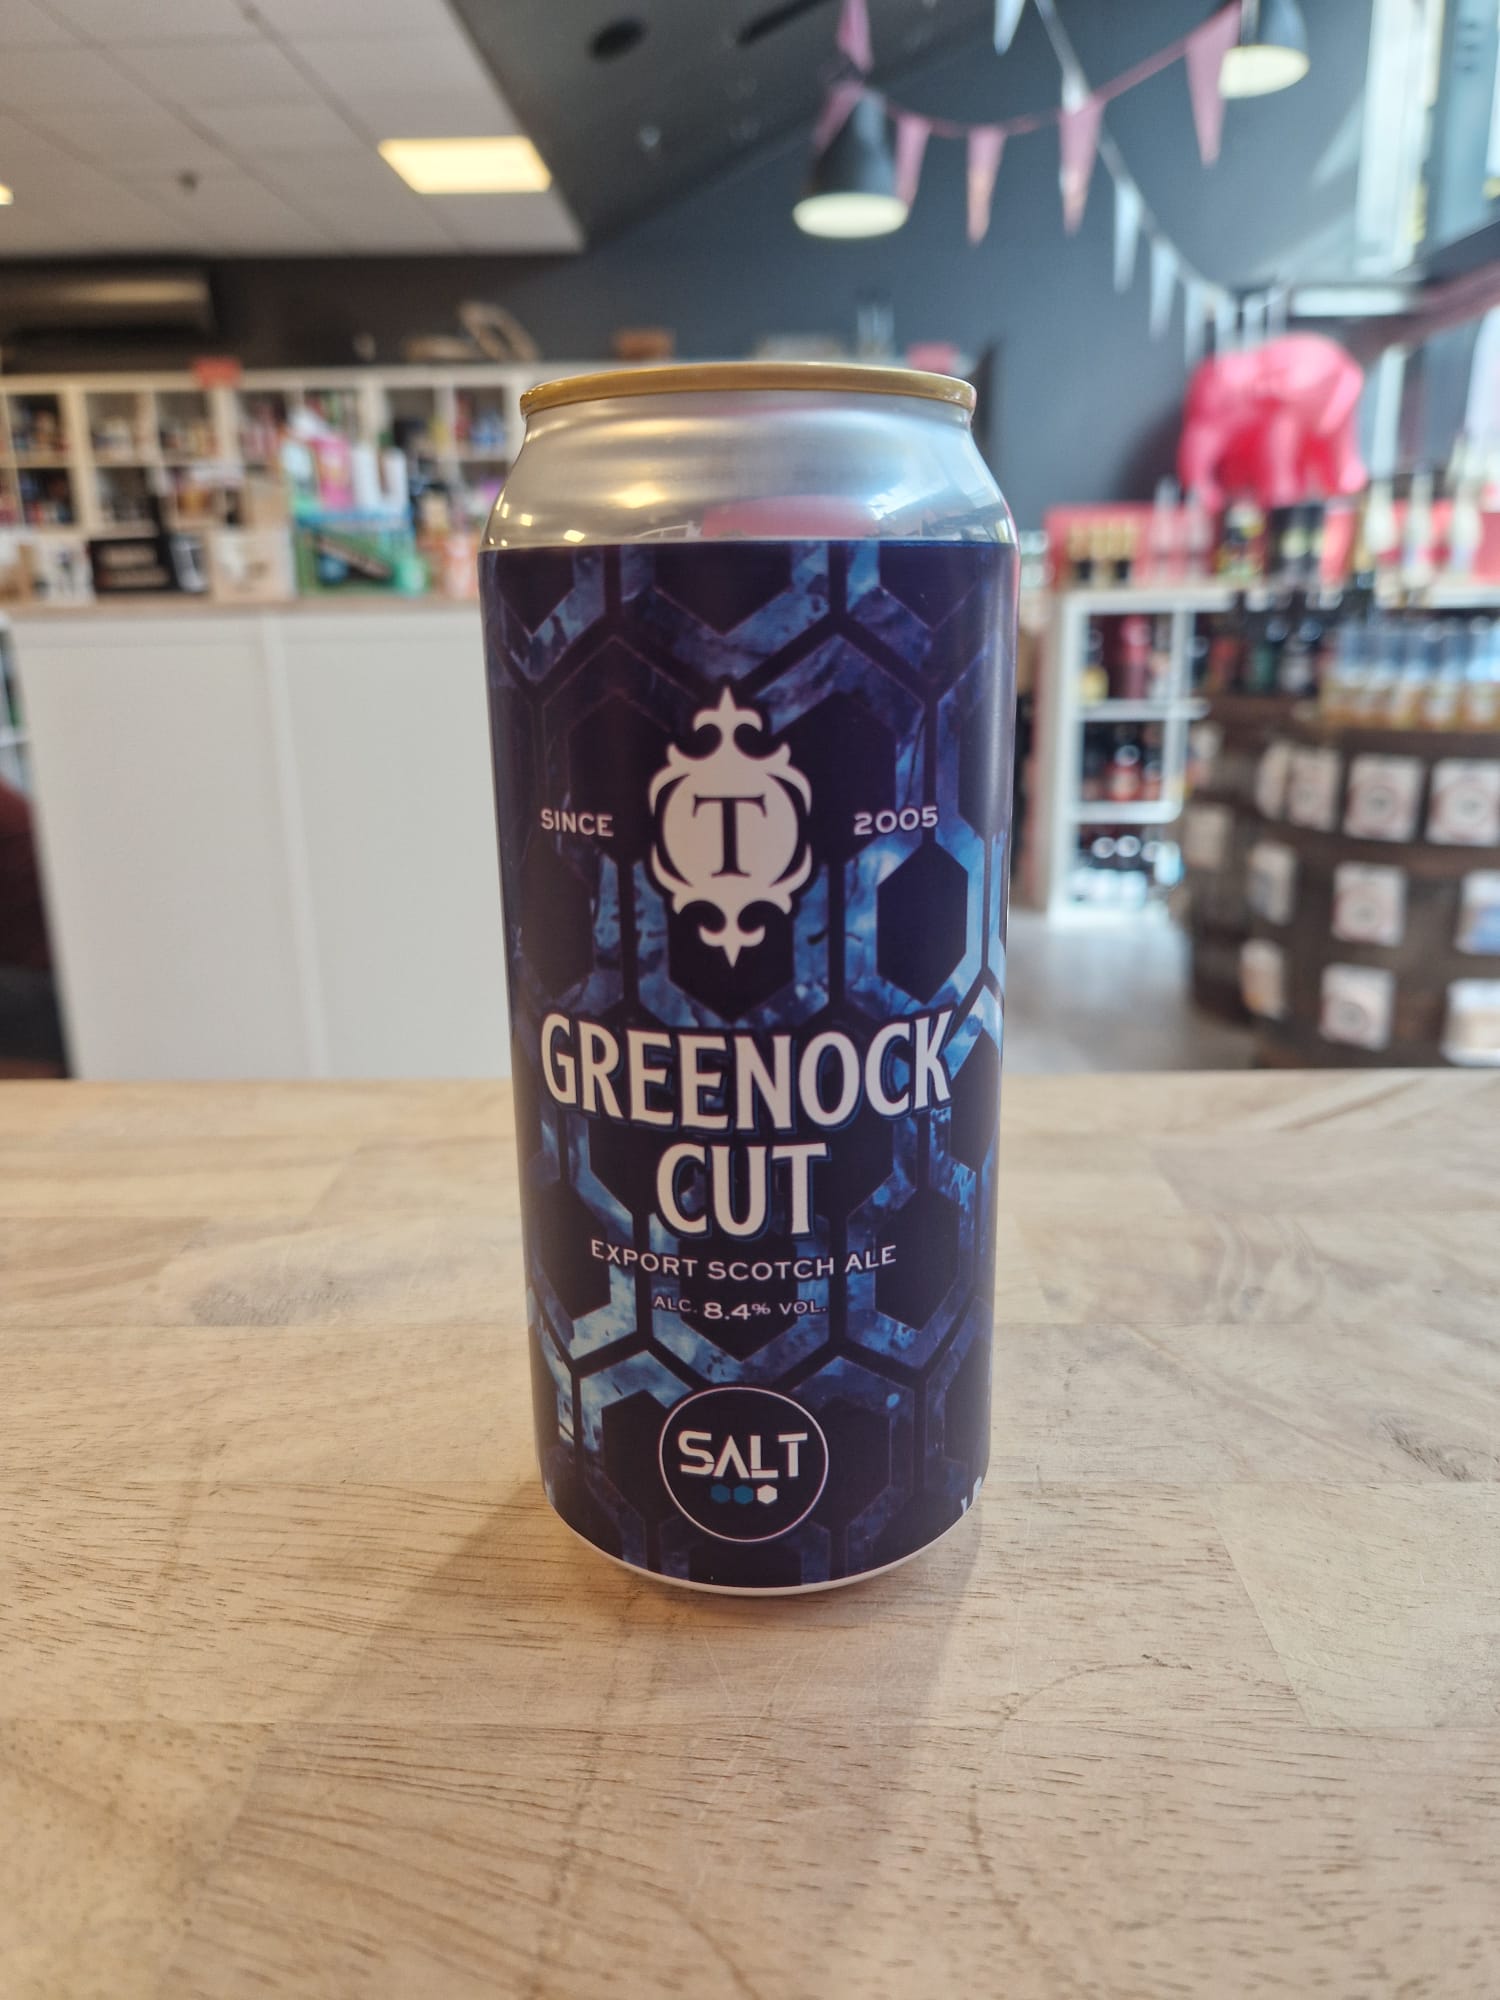 SINCE T 2005
GREENOCK
CUT
EXPORT SCOTCH ALE
ALC. 8.4% VOL.
SALT